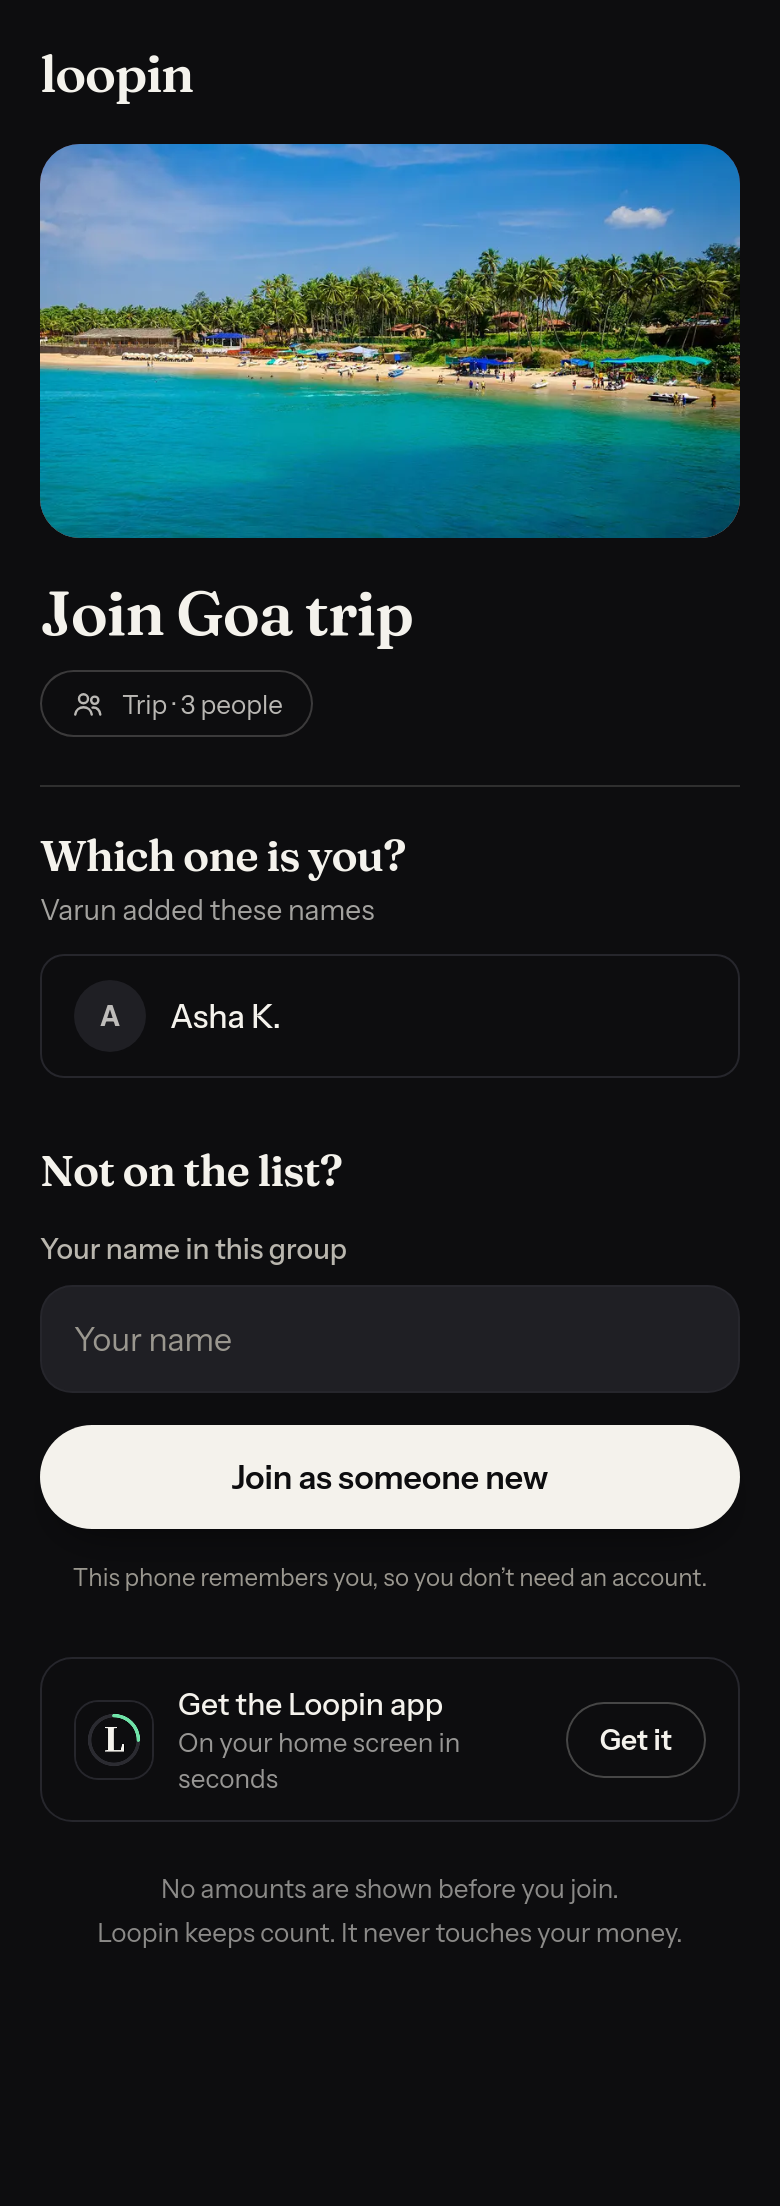 loopin
Join Goa trip
Trip · 3 people
Which one is you?
Varun added these names
A
Asha K.
Not on the list?
Your name in this group
Your name
Join as someone new
This phone remembers you, so you don’t need an account.
L
Get the Loopin app
On your home screen in
seconds
Get it
No amounts are shown before you join.
Loopin keeps count. It never touches your money.